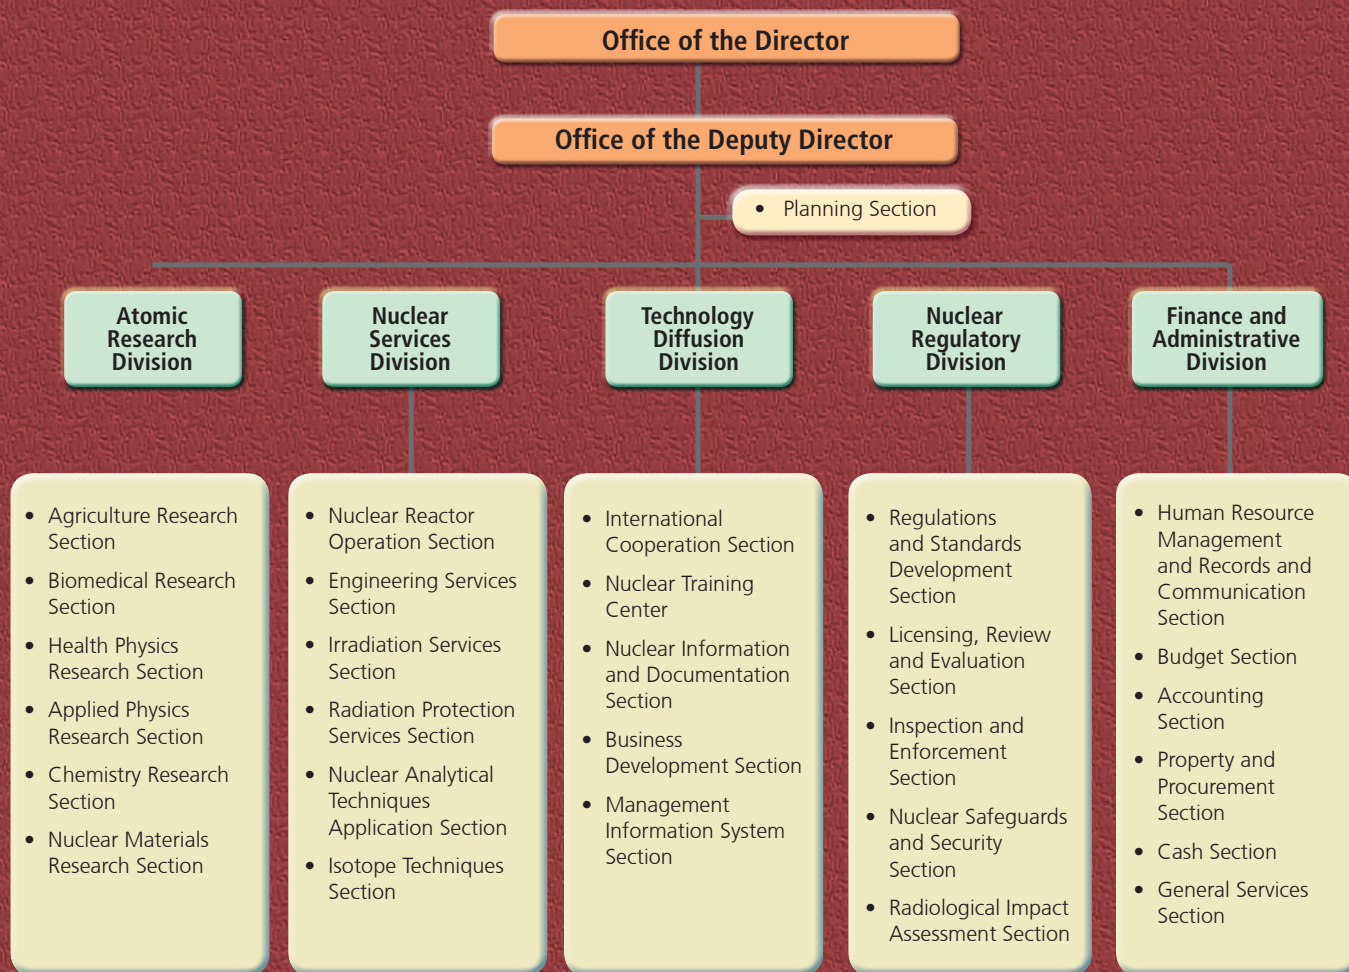 Office of the Director
Office of the Deputy Director
• Planning Section
Atomic
Research
Division
Nuclear
Services
Division
Technology
Diffusion
Division
Nuclear
Regulatory
Division
Finance and
Administrative
Division
• Agriculture Research
Section
• Biomedical Research
Section
• Health Physics
Research Section
• Applied Physics
Research Section
• Chemistry Research
Section
• Nuclear Materials
Research Section
• Nuclear Reactor
Operation Section
• Engineering Services
Section
• Irradiation Services
Section
• Radiation Protection
Services Section
• Nuclear Analytical
Techniques
Application Section
• Isotope Techniques
Section
• International
Cooperation Section
• Nuclear Training
Center
• Nuclear Information
and Documentation
Section
• Business
Development Section
• Management
Information System
Section
• Regulations
and Standards
Development
Section
• Licensing, Review
and Evaluation
Section
• Inspection and
Enforcement
Section
• Nuclear Safeguards
and Security
Section
• Radiological Impact
Assessment Section
• Human Resource
Management
and Records and
Communication
Section
• Budget Section
• Accounting
Section
• Property and
Procurement
Section
• Cash Section
• General Services
Section